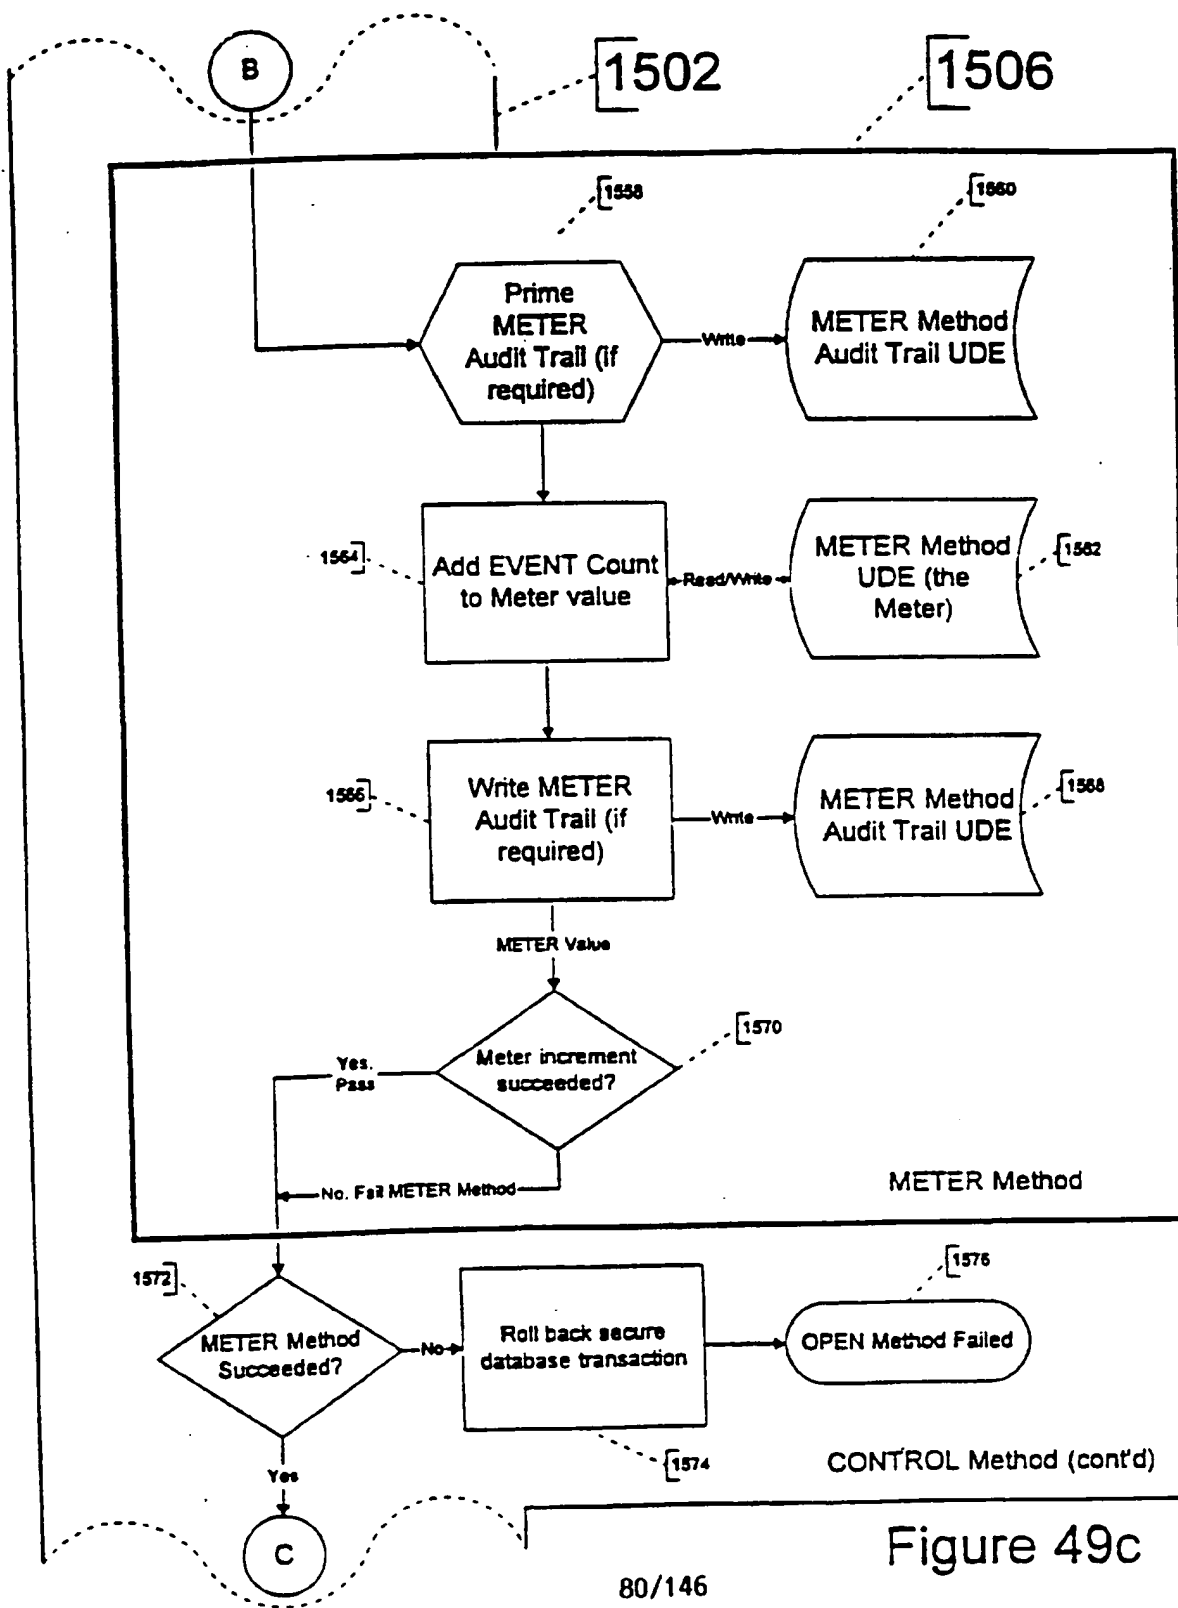 B
1502
1506
1558
1560
Prime
METER
Audit Trail (if
required)
Write
METER Method
Audit Trail UDE
1564
Add EVENT Count
to Meter value
Read/Write
METER Method
UDE (the
Meter)
1562
1566
Write METER
Audit Trail (if
required)
Write
METER Method
Audit Trail UDE
1568
METER Value
1570
Meter increment
succeeded?
Yes.
Pass
No. Fail METER Method
METER Method
1572
METER Method
Succeeded?
No
Roll back secure
database transaction
1576
OPEN Method Failed
1574
Yes
CONTROL Method (cont'd)
C
Figure 49c
80/146